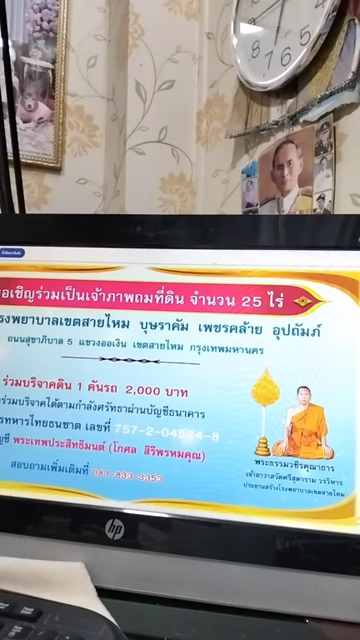 อเชิญร่วมเป็นเจ้าภาพถมที่ดิน จำนวน 25 ไร่
รงพยาบาลเขตสายไหม บุษราคัม เพชรคล้าย อุปถัมภ์
ถนนสุขาภิบาล 5 แขวงออเงิน เขตสายไหม กรุงเทพมหานคร
ร่วมบริจาคดิน 1 คันรถ 2,000 บาท
ร่วมบริจาคได้ตามกำลังศรัทธาผ่านบัญชีธนาคาร
รทหารไทยธนชาต เลขที่ 757-2-04564-8
ชี พระเทพประสิทธิมนต์ (โกศล สิริพรหมคุณ)
สอบถามเพิ่มเติมที่ 081-833-3353
พระธรรมวชิรคุณาธาร
เจ้าอาวาสวัดศรีสุดาราม วรวิหาร
ประธานสร้างโรงพยาบาลเขตสายไหม
hp